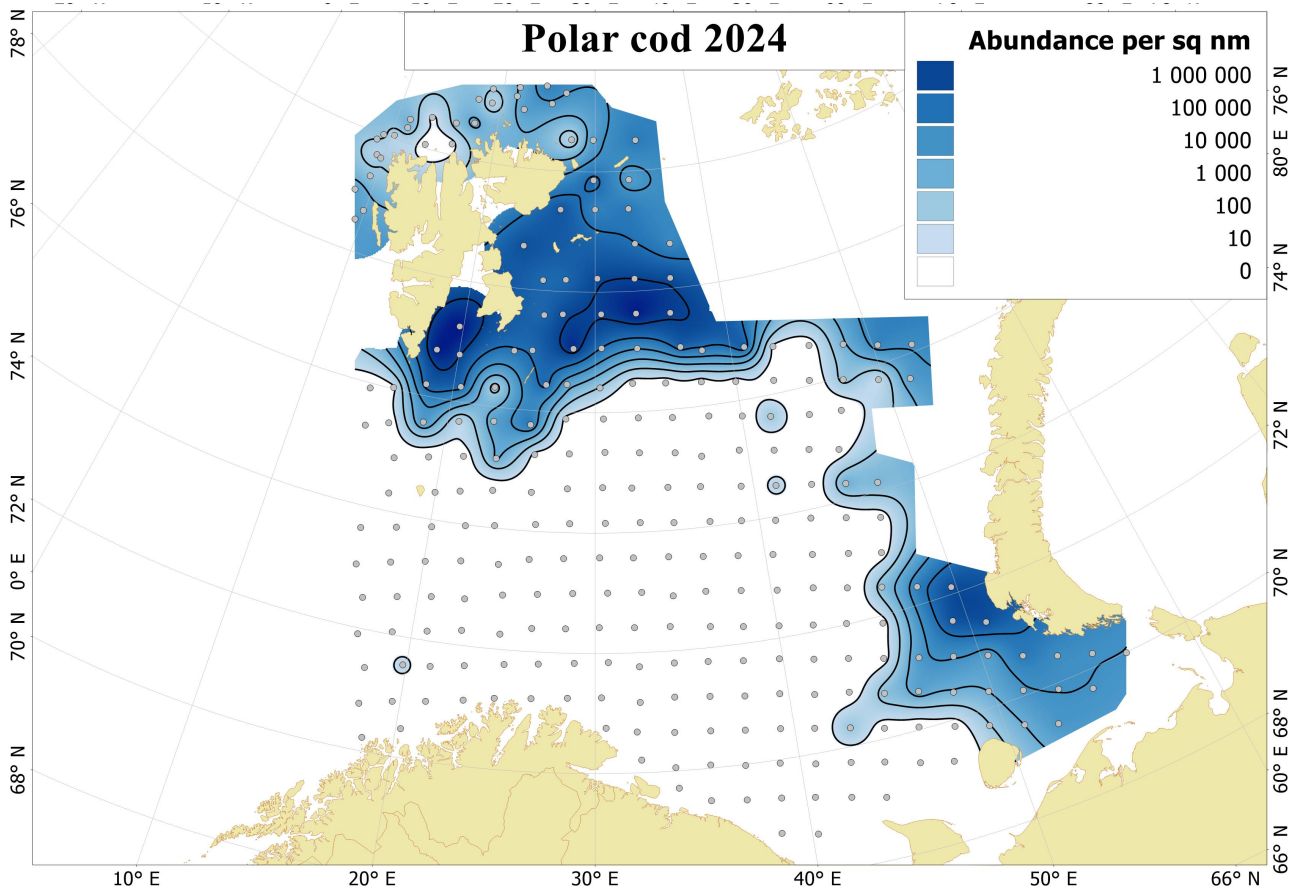 Polar cod 2024
Abundance per sq nm
1 000 000
100 000
10 000
1 000
100
10
0
78° N
76° N
74° N
72° N
0° E
70° N
68° N
76° N
80° E
74° N
72° N
70° N
68° N
60° E
66° N
10° E
20° E
30° E
40° E
50° E
66° N